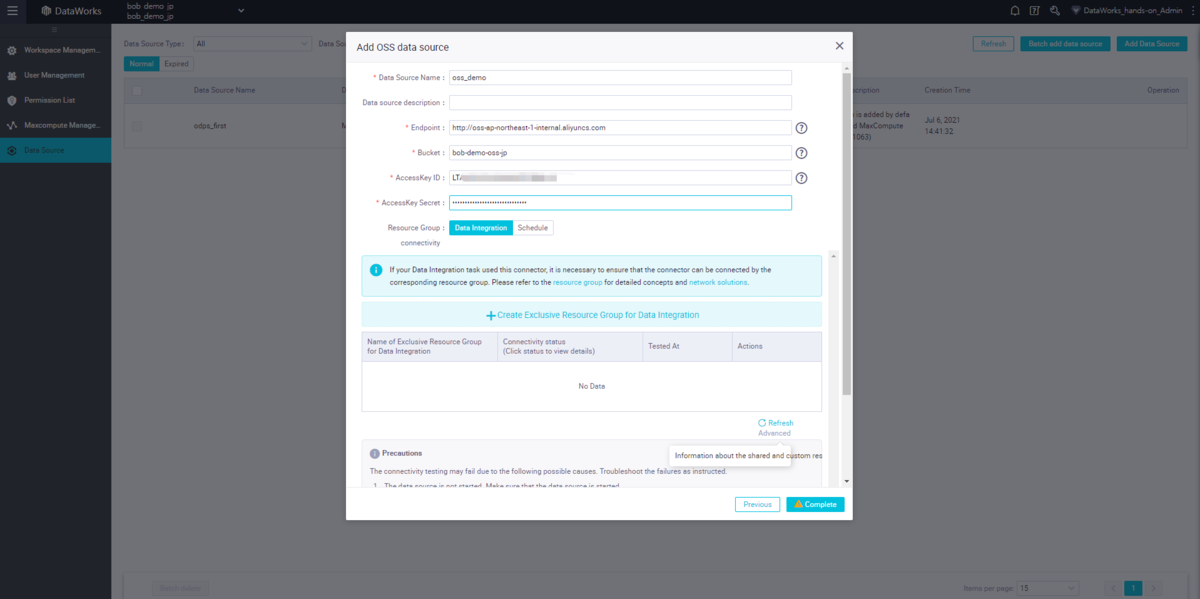 DataWorks
bob_demo_jp
bob_demo_jp
DataWorks_hands-on_Admin
Workspace Managem...
User Management
Permission List
Maxcompute Manage...
Data Source
Data Source Type :
All
Data Sou
Refresh
Batch add data source
Add Data Source
Normal
Expired
Data Source Name
D
cription
Creation Time
Operation
odps_first
M
e is added by defa
d MaxCompute
1063)
Jul 6, 2021
14:41:32
Add OSS data source
* Data Source Name :
oss_demo
Data source description :
* Endpoint :
http://oss-ap-northeast-1-internal.aliyuncs.com
* Bucket :
bob-demo-oss-jp
* AccessKey ID :
LTA
* AccessKey Secret :
Resource Group :
connectivity
Data Integration
Schedule
If your Data Integration task used this connector, it is necessary to ensure that the connector can be connected by the
corresponding resource group. Please refer to the resource group for detailed concepts and network solutions.
Create Exclusive Resource Group for Data Integration
Name of Exclusive Resource Group
for Data Integration
Connectivity status
(Click status to view details)
Tested At
Actions
No Data
Refresh
Advanced
Information about the shared and custom res
Precautions
The connectivity testing may fail due to the following possible causes. Troubleshoot the failures as instructed.
1. The data source is not started. Make sure that the data source is started.
Previous
Complete
Batch delete
Items per page:
15
1